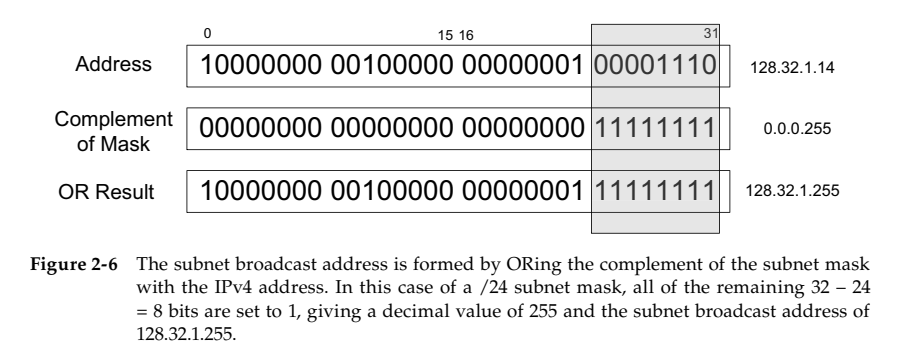 0 15 16 31
Address 10000000 00100000 00000001 00001110 128.32.1.14
Complement of Mask 00000000 00000000 00000000 11111111 0.0.0.255
OR Result 10000000 00100000 00000001 11111111 128.32.1.255
Figure 2-6 The subnet broadcast address is formed by ORing the complement of the subnet mask
with the IPv4 address. In this case of a /24 subnet mask, all of the remaining 32 – 24
= 8 bits are set to 1, giving a decimal value of 255 and the subnet broadcast address of
128.32.1.255.